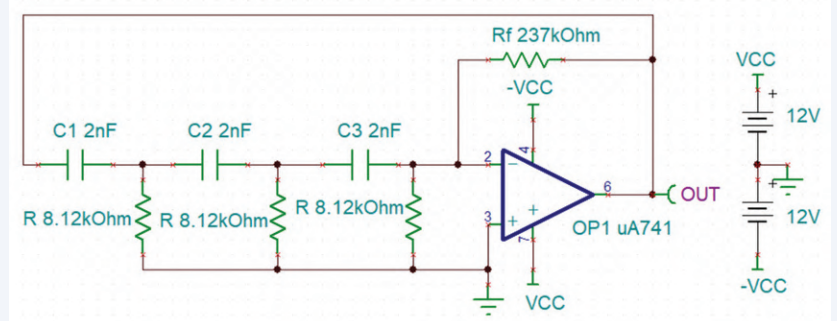 Rf 237kOhm
-VCC
VCC
+
12V
C1 2nF
C2 2nF
C3 2nF
2
4
6
OUT
3
+
+
7
R 8.12kOhm
R 8.12kOhm
R 8.12kOhm
OP1 uA741
VCC
+
12V
-VCC